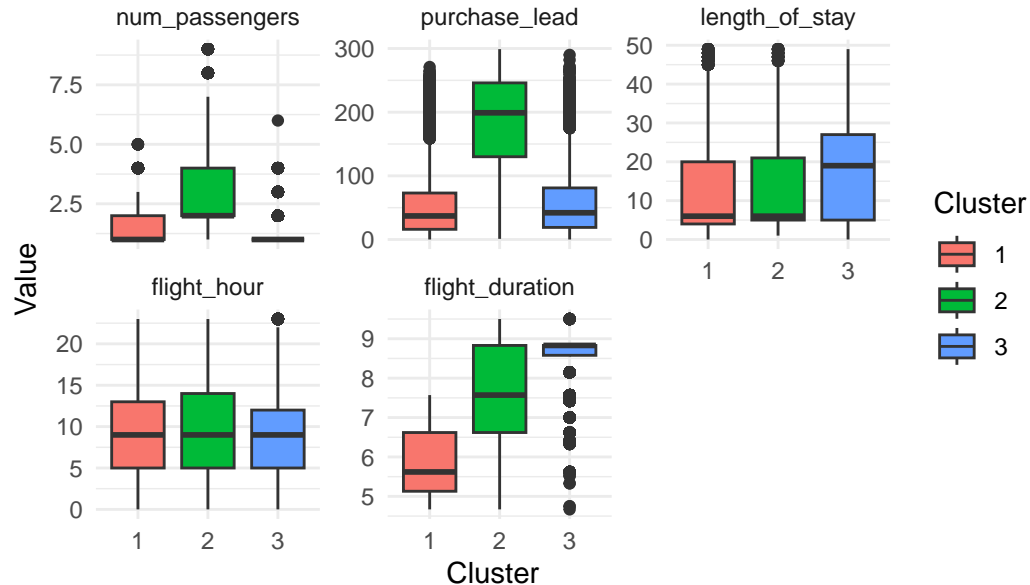 num_passengers
purchase_lead
length_of_stay
7.5
5.0
2.5
300
200
100
0
50
40
30
20
10
0
1 2 3
Value
flight_hour
flight_duration
20
15
10
5
0
9
8
7
6
5
1 2 3
1 2 3
Cluster
Cluster
1
2
3